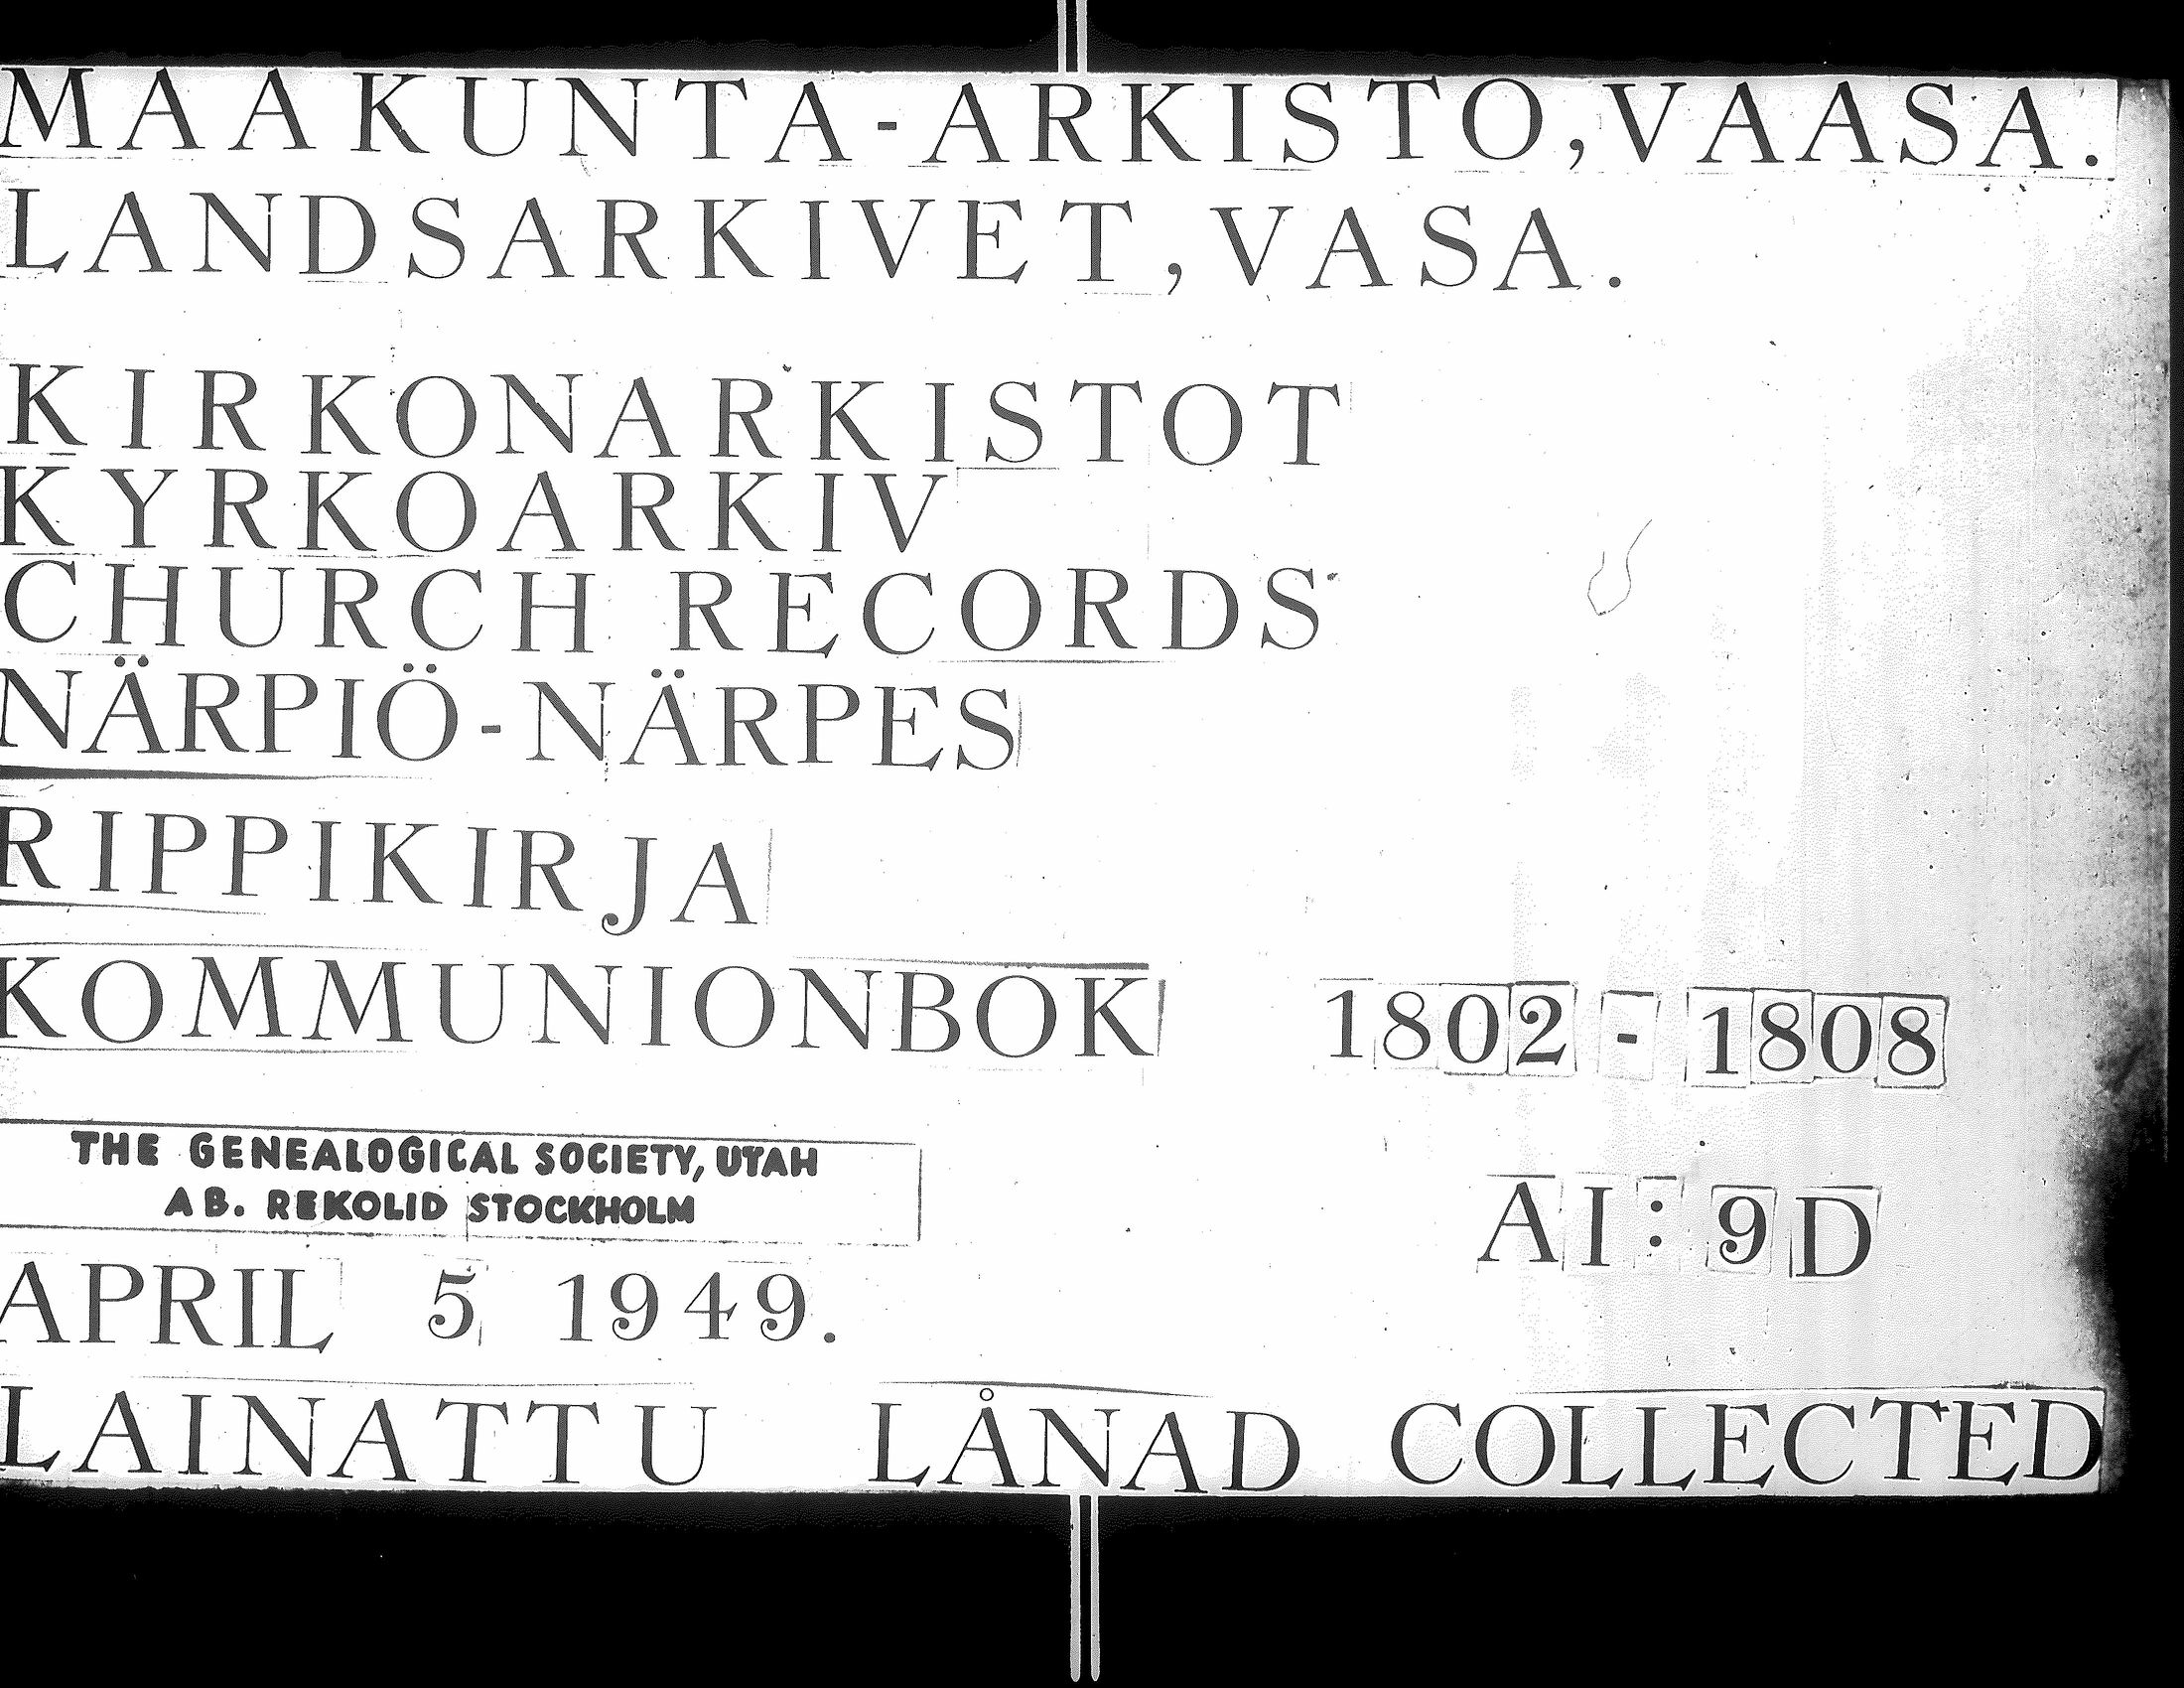 MAAKUNTA-ARKISTO, VAASA.
LANDSARKIVET, VASA.
KIRKONARKISTOT
KYRKOARKIV
CHURCH RECORDS
NÄRPIÖ-NÄRPES
RIPPIKIRJA
KOMMUNIONBOK 1802 - 1808
THE GENEALOGICAL SOCIETY, UTAH
AB. REKOLID STOCKHOLM
AI: 9D
APRIL 5 1949.
LAINATTU LÅNAD COLLECTED